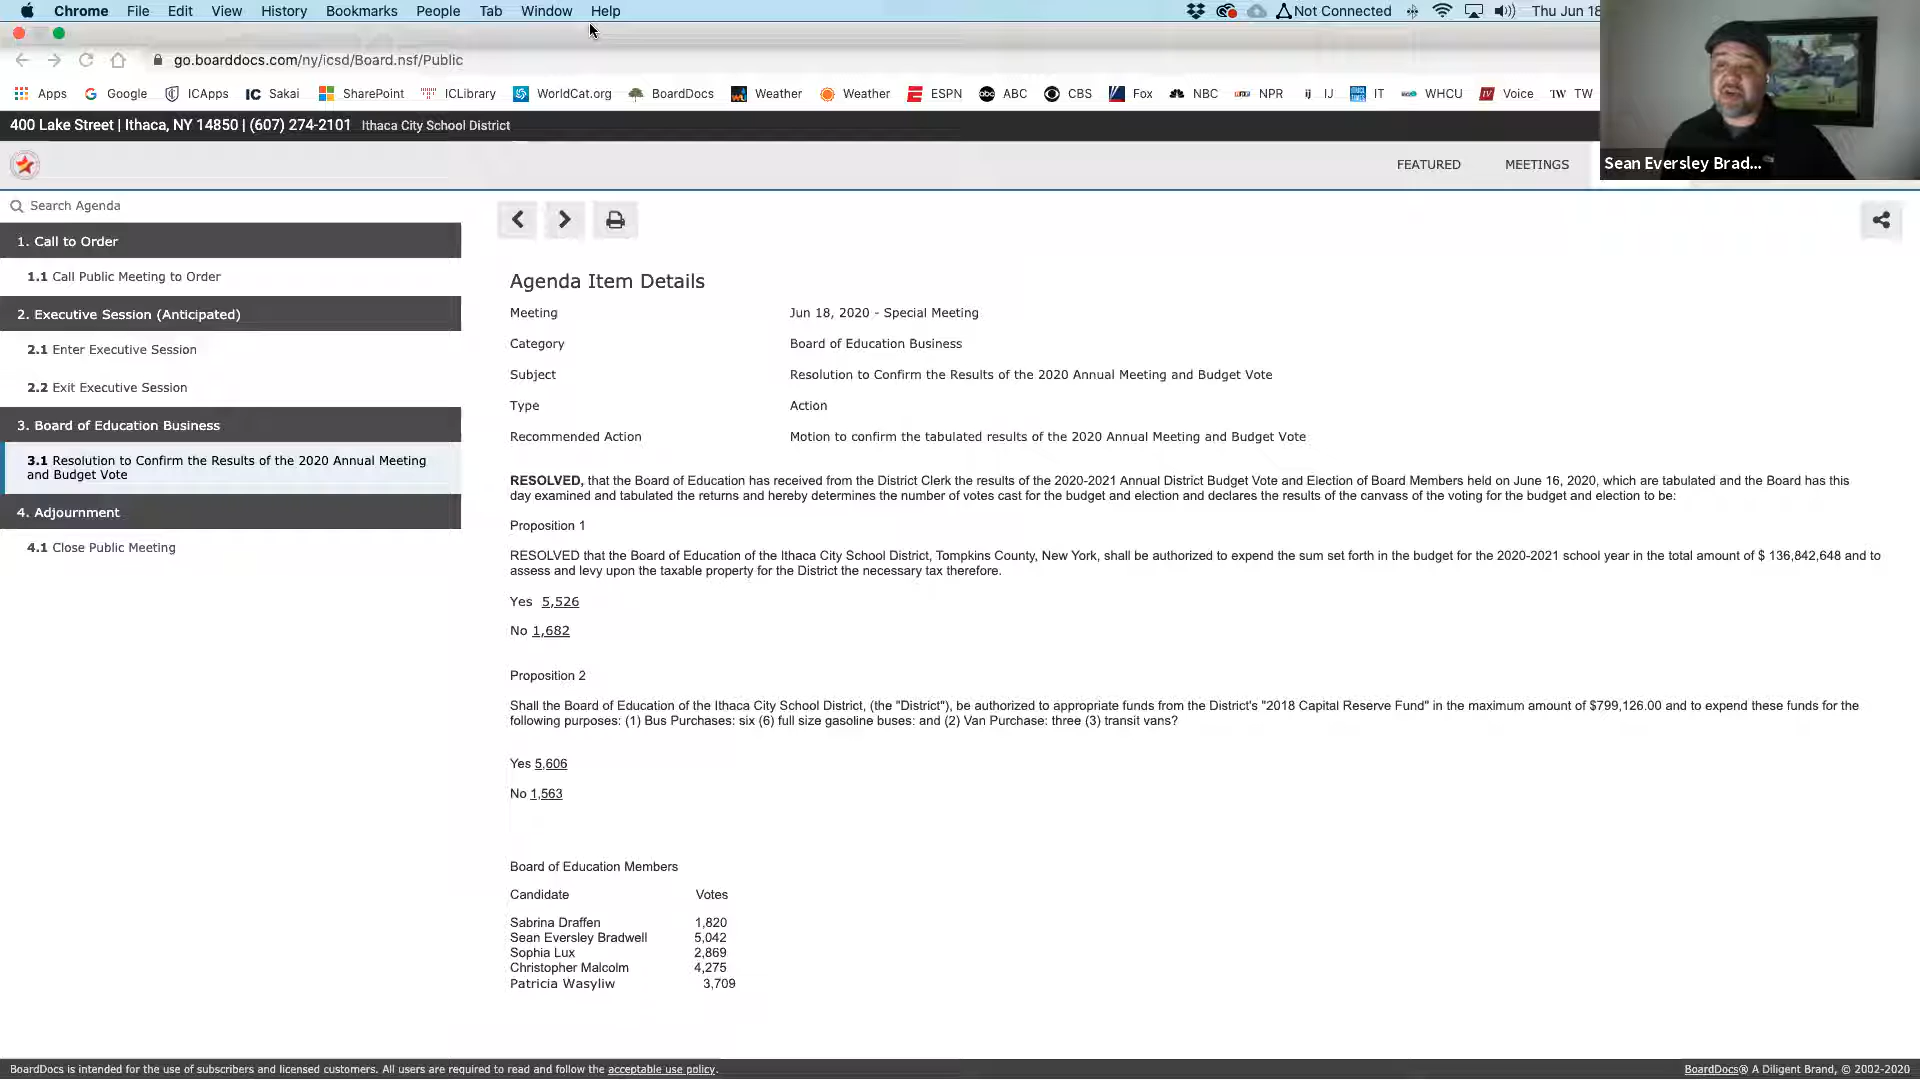 Chrome File Edit View History Bookmarks People Tab Window Help Not Connected Thu Jun 18
go.boarddocs.com/ny/icsd/Board.nsf/Public
Apps Google ICApps IC Sakai SharePoint ICLibrary WorldCat.org BoardDocs Weather Weather ESPN abc ABC CBS Fox NBC npr NPR ij IJ IT WHCU IV Voice TW TW
400 Lake Street | Ithaca, NY 14850 | (607) 274-2101 Ithaca City School District
FEATURED MEETINGS
Sean Eversley Brad...
Search Agenda
1. Call to Order
1.1 Call Public Meeting to Order
2. Executive Session (Anticipated)
2.1 Enter Executive Session
2.2 Exit Executive Session
3. Board of Education Business
3.1 Resolution to Confirm the Results of the 2020 Annual Meeting
and Budget Vote
4. Adjournment
4.1 Close Public Meeting
Agenda Item Details
Meeting Jun 18, 2020 - Special Meeting
Category Board of Education Business
Subject Resolution to Confirm the Results of the 2020 Annual Meeting and Budget Vote
Type Action
Recommended Action Motion to confirm the tabulated results of the 2020 Annual Meeting and Budget Vote
RESOLVED, that the Board of Education has received from the District Clerk the results of the 2020-2021 Annual District Budget Vote and Election of Board Members held on June 16, 2020, which are tabulated and the Board has this
day examined and tabulated the returns and hereby determines the number of votes cast for the budget and election and declares the results of the canvass of the voting for the budget and election to be:
Proposition 1
RESOLVED that the Board of Education of the Ithaca City School District, Tompkins County, New York, shall be authorized to expend the sum set forth in the budget for the 2020-2021 school year in the total amount of $ 136,842,648 and to
assess and levy upon the taxable property for the District the necessary tax therefore.
Yes 5,526
No 1,682
Proposition 2
Shall the Board of Education of the Ithaca City School District, (the "District"), be authorized to appropriate funds from the District's "2018 Capital Reserve Fund" in the maximum amount of $799,126.00 and to expend these funds for the
following purposes: (1) Bus Purchases: six (6) full size gasoline buses: and (2) Van Purchase: three (3) transit vans?
Yes 5,606
No 1,563
Board of Education Members
Candidate Votes
Sabrina Draffen 1,820
Sean Eversley Bradwell 5,042
Sophia Lux 2,869
Christopher Malcolm 4,275
Patricia Wasyliw 3,709
BoardDocs is intended for the use of subscribers and licensed customers. All users are required to read and follow the acceptable use policy. BoardDocs® A Diligent Brand, © 2002-2020